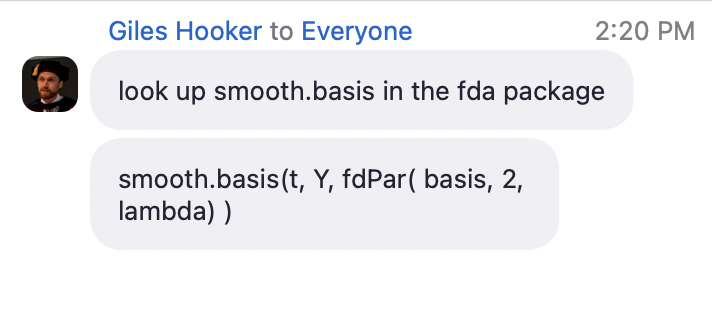 Giles Hooker to Everyone 2:20 PM
look up smooth.basis in the fda package
smooth.basis(t, Y, fdPar( basis, 2,
lambda) )